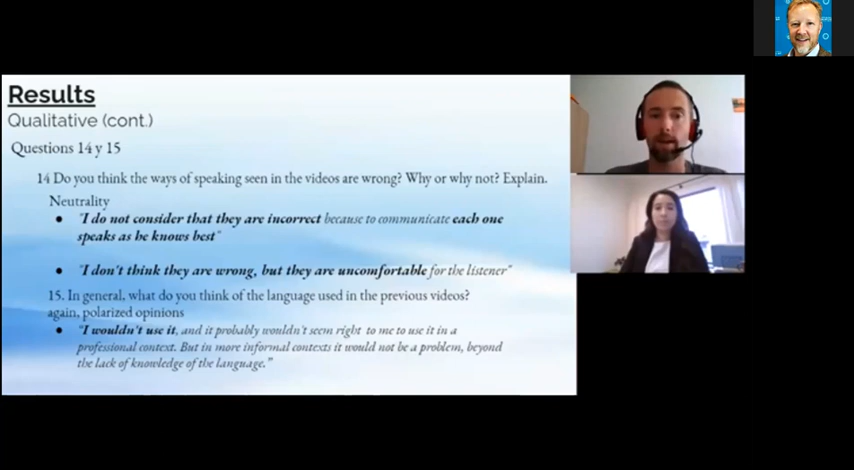 Results
Qualitative (cont.)
Questions 14 y 15
14 Do you think the ways of speaking seen in the videos are wrong? Why or why not? Explain.
Neutrality
● "I do not consider that they are incorrect because to communicate each one
speaks as he knows best"
● "I don't think they are wrong, but they are uncomfortable for the listener"
15. In general, what do you think of the language used in the previous videos?
again, polarized opinions
● "I wouldn't use it, and it probably wouldn't seem right to me to use it in a
professional context. But in more informal contexts it would not be a problem, beyond
the lack of knowledge of the language."